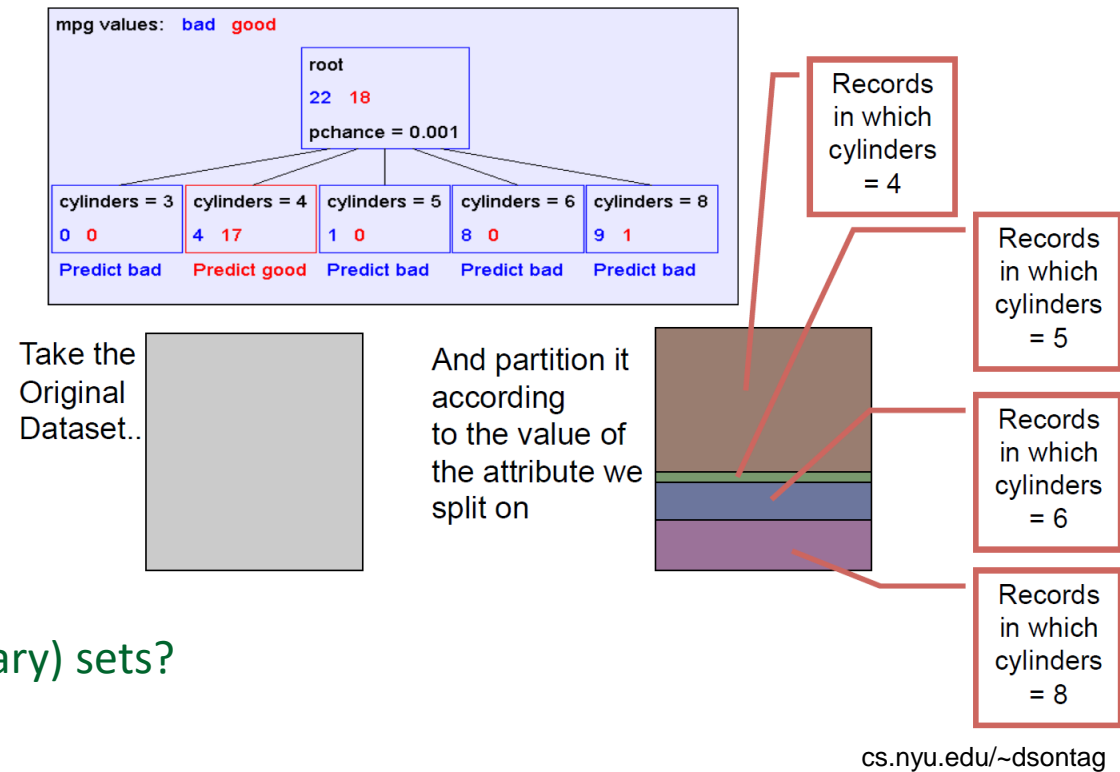 mpg values: bad good
root
22 18
pchance = 0.001
cylinders = 3 cylinders = 4 cylinders = 5 cylinders = 6 cylinders = 8
0 0 4 17 1 0 8 0 9 1
Predict bad Predict good Predict bad Predict bad Predict bad
Records
in which
cylinders
= 4
Records
in which
cylinders
= 5
Take the
Original
Dataset..
And partition it
according
to the value of
the attribute we
split on
Records
in which
cylinders
= 6
Records
in which
cylinders
= 8
ary) sets?
cs.nyu.edu/~dsontag